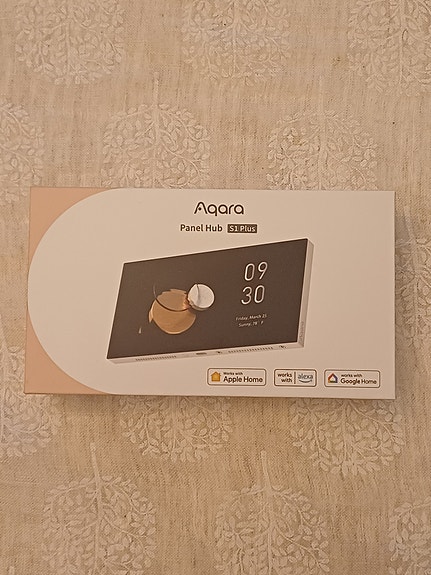 Aqara
Panel Hub S1 Plus
09
30
Friday, March 25
Sunny, 78 ° F
Works with
Apple Home
works
with alexa
works with
Google Home